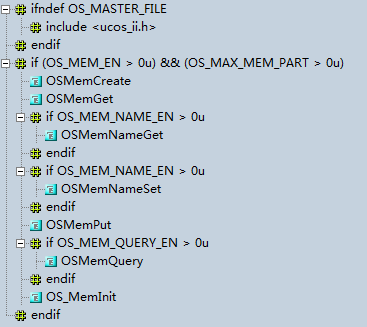 ifndef OS_MASTER_FILE
include <ucos_ii.h>
endif
if (OS_MEM_EN > 0u) && (OS_MAX_MEM_PART > 0u)
OSMemCreate
OSMemGet
if OS_MEM_NAME_EN > 0u
OSMemNameGet
endif
if OS_MEM_NAME_EN > 0u
OSMemNameSet
endif
OSMemPut
if OS_MEM_QUERY_EN > 0u
OSMemQuery
endif
OS_MemInit
endif